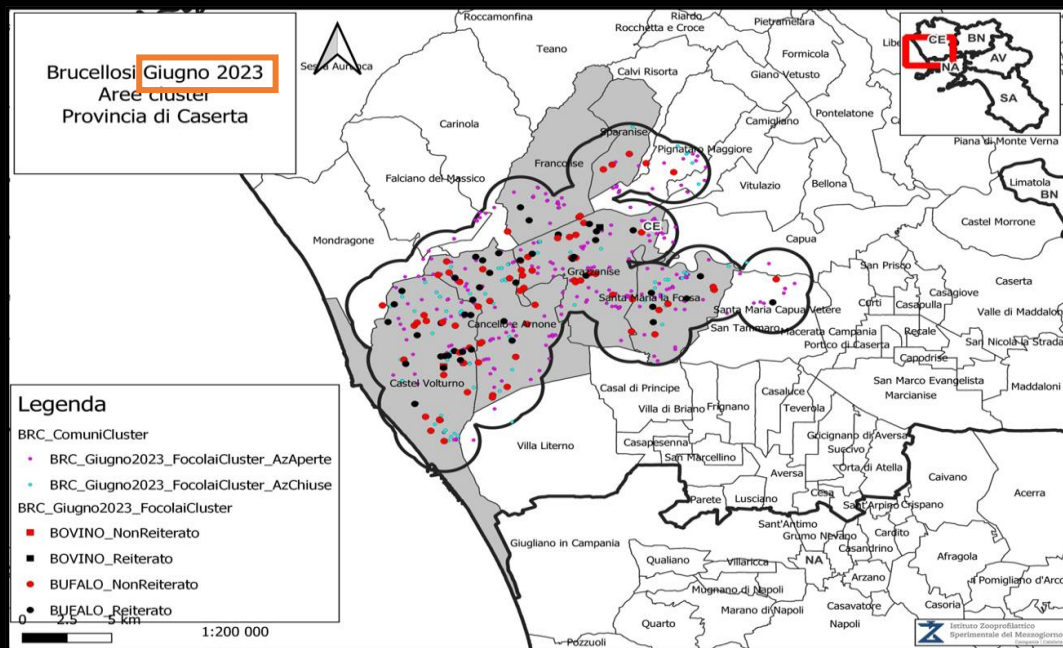 Brucellosi Giugno 2023
Aree cluster
Provincia di Caserta
Roccamonfina
Riardo
Pietramelara
Rocchetta e Croce
Teano
Formicola
Calvi Risorta
Giano Vetusto
Pontelatone
Carinola
Camigliano
Sparanise
Pignataro Maggiore
Francolise
Falciano del Massico
Vitulazio
Bellona
Piana di Monte Verna
Limatola
BN
Castel Morrone
Mondragone
CE
Capua
Grazzanise
San Prisco
Casagiove
Caserta
Santa Maria la Fossa
Curti
Casapulla
Santa Maria Capua Vetere
Valle di Maddalon
Cancello e Arnone
San Tammaro
Macerata Campania
Recale
San Nicola la Strada
Portico di Caserta
Capodrise
Castel Volturno
Casal di Principe
Casaluce
San Marco Evangelista
Maddaloni
Villa di Briano
Frignano
Teverola
Marcianise
Villa Literno
Casapesenna
Gricignano di Aversa
Succivo
San Marcellino
Aversa
Orta di Atella
Caivano
Parete
Lusciano
Cesa
Sant'Arpino
Crispano
Acerra
Giugliano in Campania
Sant'Antimo
Grumo Nevano
Cardito
Casandrino
Afragola
Qualiano
Villaricca
NA
Mugnano di Napoli
Arzano
Pomigliano d'Arco
Marano di Napoli
Casavatore
Casoria
Quarto
Napoli
Pozzuoli
CE
BN
AV
NA
SA
Legenda
BRC_ComuniCluster
BRC_Giugno2023_FocolaiCluster_AzAperte
BRC_Giugno2023_FocolaiCluster_AzChiuse
BRC_Giugno2023_FocolaiCluster
BOVINO_NonReiterato
BOVINO_Reiterato
BUFALO_NonReiterato
BUFALO_Reiterato
0 2.5 5 km
1:200 000
Istituto Zooprofilattico
Sperimentale del Mezzogiorno